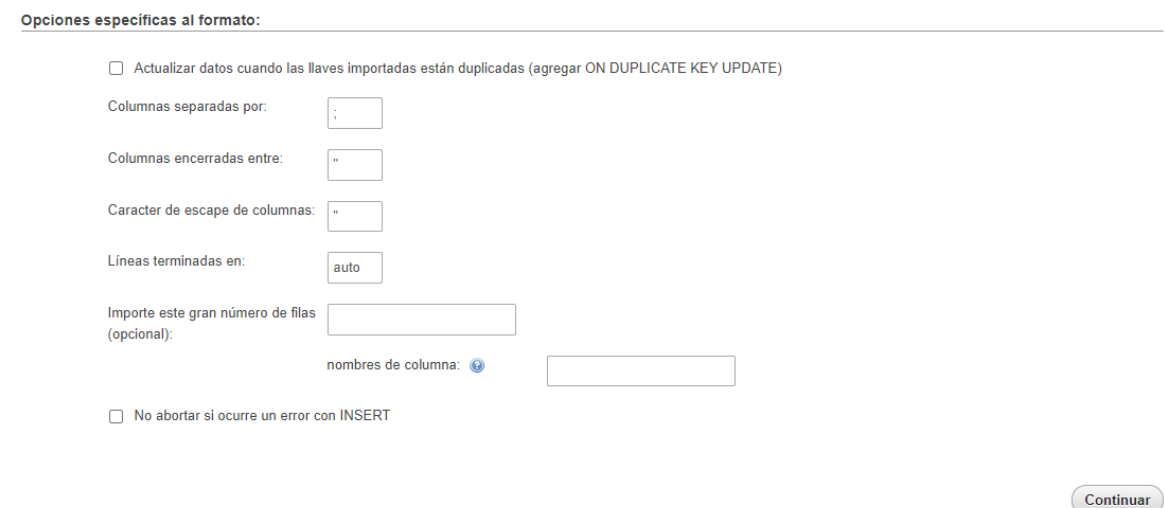 Opciones específicas al formato:
Actualizar datos cuando las llaves importadas están duplicadas (agregar ON DUPLICATE KEY UPDATE)
Columnas separadas por: ;
Columnas encerradas entre: "
Caracter de escape de columnas: "
Líneas terminadas en: auto
Importe este gran número de filas
(opcional):
nombres de columna:
No abortar si ocurre un error con INSERT
Continuar